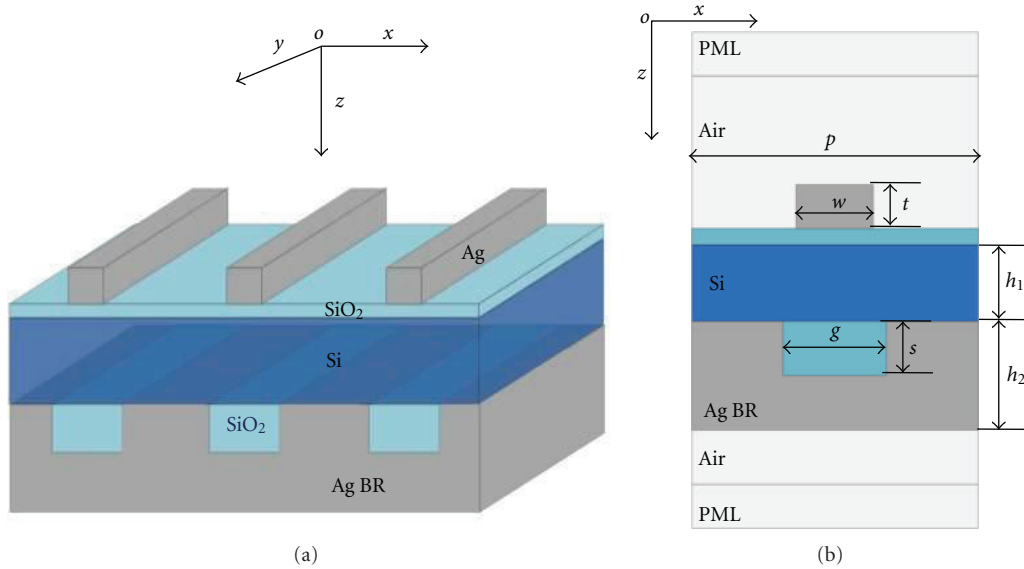 o
x
y
z
Ag
SiO₂
Si
SiO₂
Ag BR
(a)
o
x
z
PML
Air
p
w
t
Si
h₁
g
s
h₂
Ag BR
Air
PML
(b)